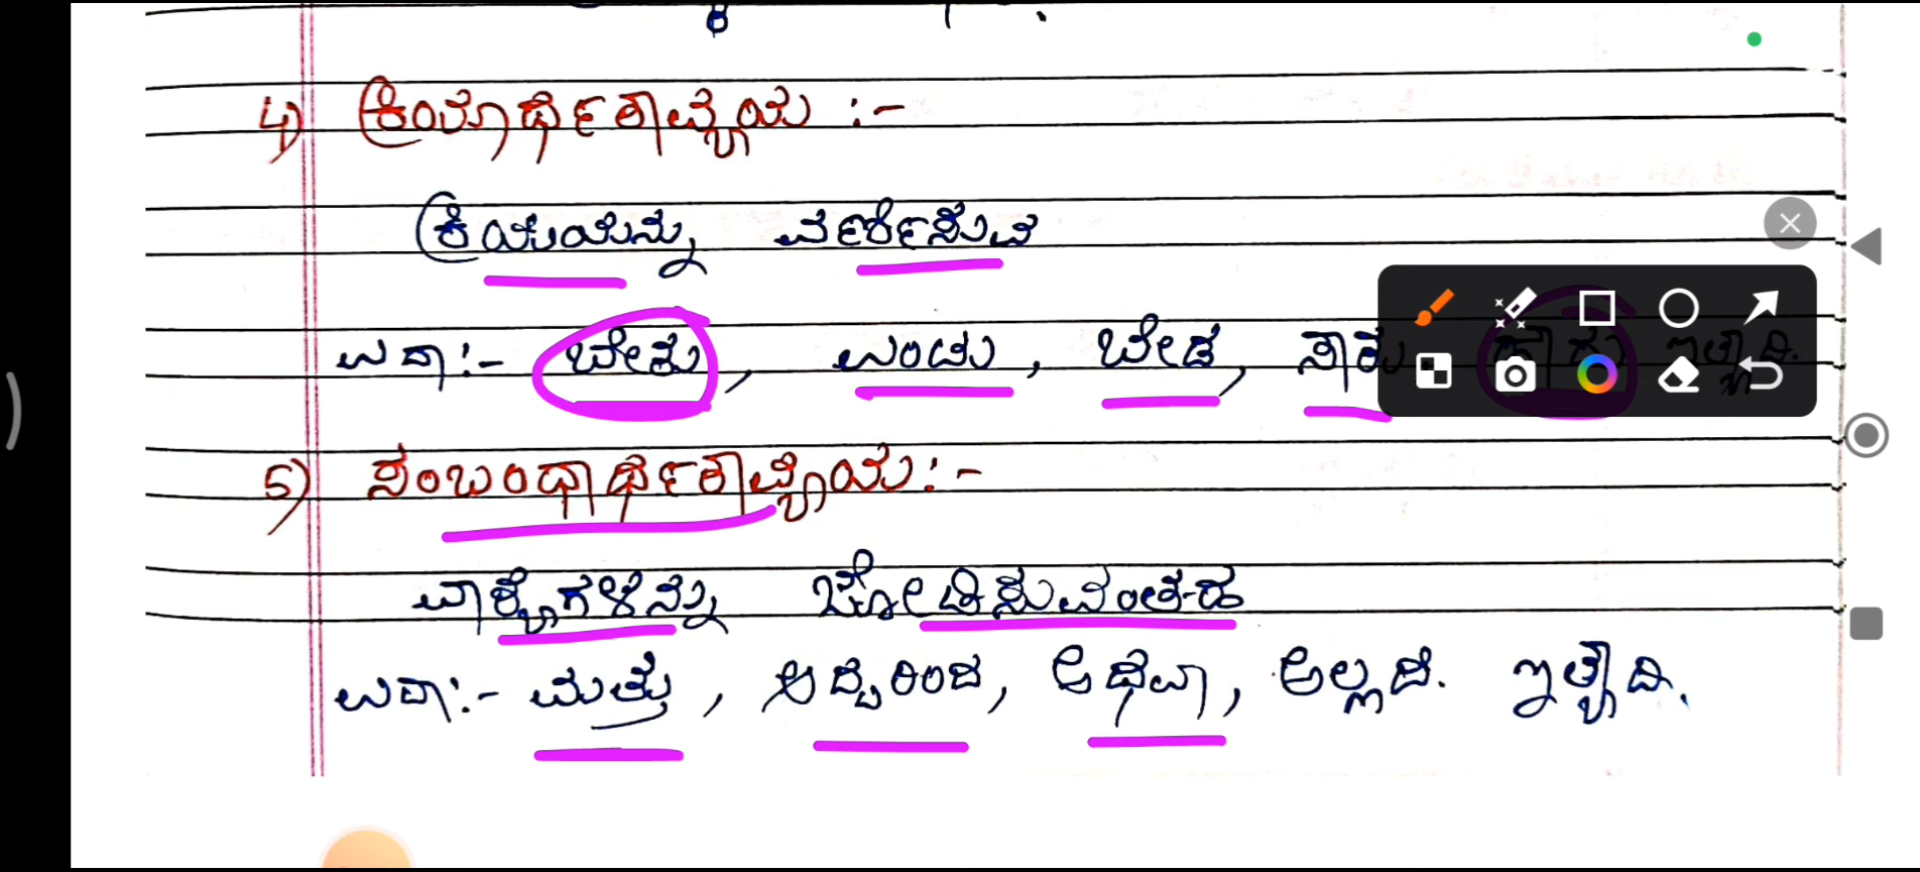 4) ಕ್ರಿಯಾರ್ಥಕಾವ್ಯಯ :-
ಕ್ರಿಯೆಯನ್ನು ವರ್ಣಿಸುವ
ಉದಾ:- ಬೇಕು, ಉಂಟು, ಬೇಡ, ಸಾಕು ಹೌದು ಇತ್ಯಾದಿ.
5) ಸಂಬಂಧಾರ್ಥಕಾವ್ಯಯ:-
ವಾಕ್ಯಗಳನ್ನು ಜೋಡಿಸುವಂತಹ
ಉದಾ:- ಮತ್ತು, ಆದ್ದರಿಂದ, ಅಥವಾ, ಅಲ್ಲದೆ. ಇತ್ಯಾದಿ.